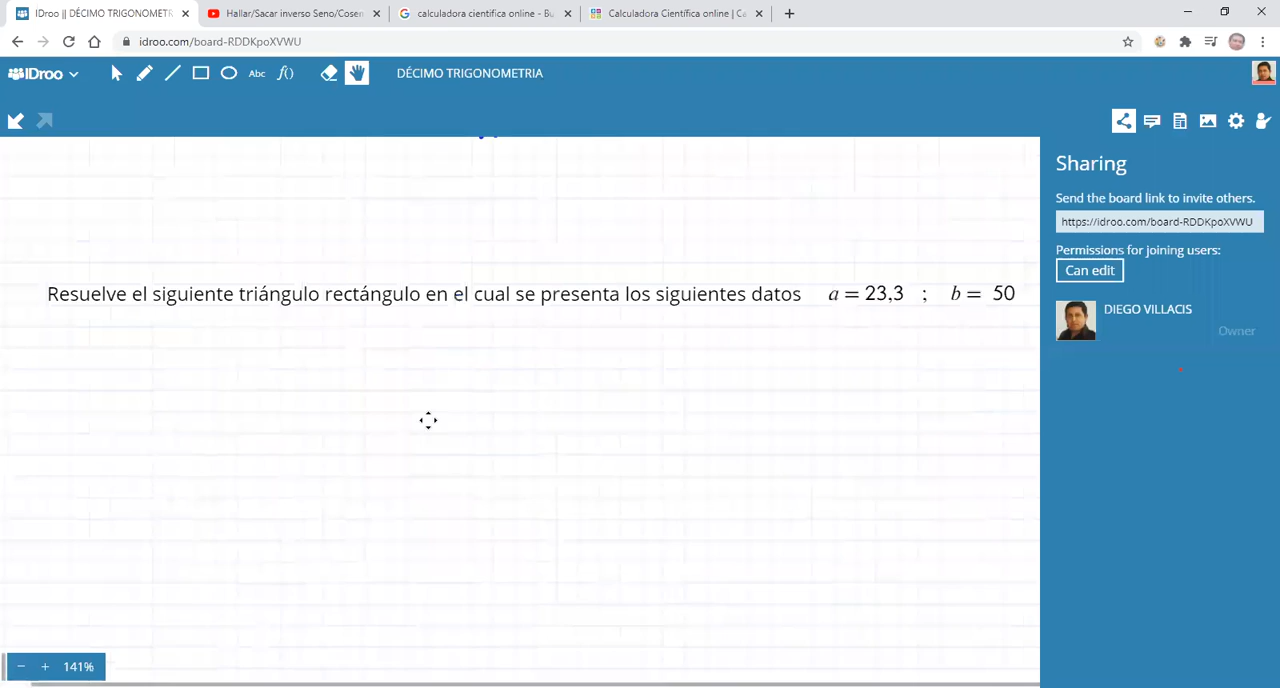 IDroo || DÉCIMO TRIGONOMETR
Hallar/Sacar inverso Seno/Cosen
calculadora cientifica online - Bu
Calculadora Científica online | Ca
idroo.com/board-RDDKpoXVWU
IDroo
Abc
f()
DÉCIMO TRIGONOMETRIA
Sharing
Send the board link to invite others.
https://idroo.com/board-RDDKpoXVWU
Permissions for joining users:
Can edit
DIEGO VILLACIS
Owner
Resuelve el siguiente triángulo rectángulo en el cual se presenta los siguientes datos a = 23,3 ; b = 50
141%